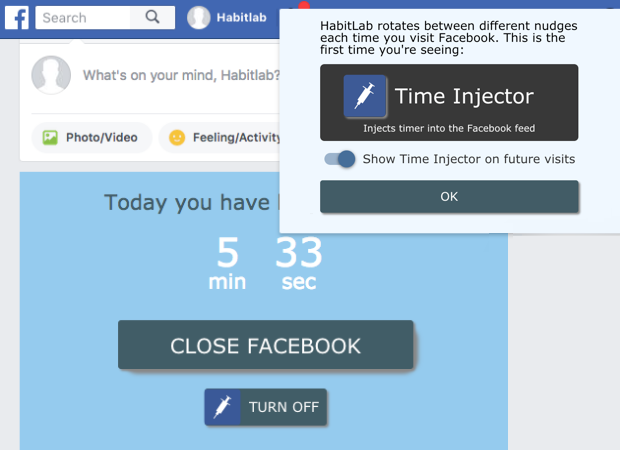 f
Search
Habitlab
HabitLab rotates between different nudges
each time you visit Facebook. This is the
first time you're seeing:
Time Injector
Injects timer into the Facebook feed
Show Time Injector on future visits
OK
What's on your mind, Habitlab?
Photo/Video
Feeling/Activity
Today you have
5 33
min sec
CLOSE FACEBOOK
TURN OFF